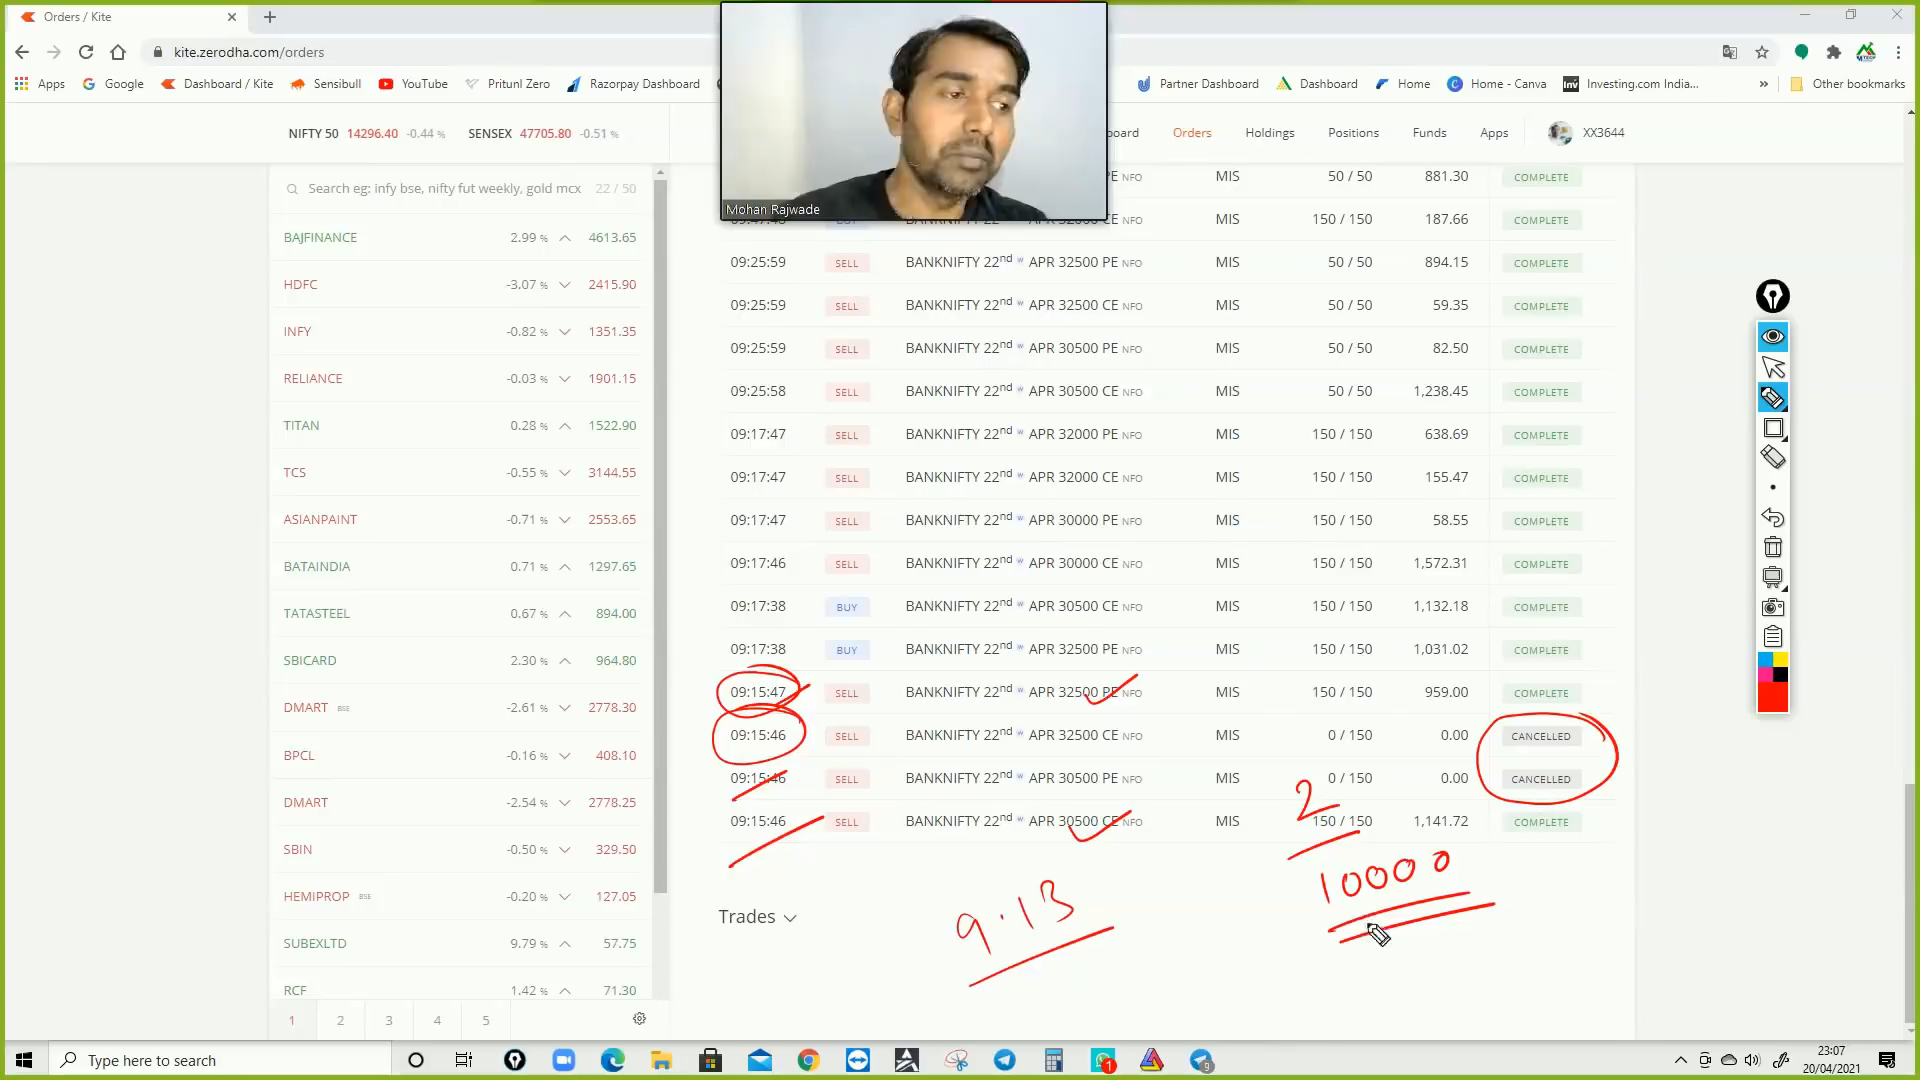 Orders / Kite
kite.zerodha.com/orders
Apps Google Dashboard / Kite Sensibull YouTube Pritunl Zero Razorpay Dashboard Partner Dashboard Dashboard Home Home - Canva Investing.com India... » Other bookmarks
NIFTY 50 14296.40 -0.44 % SENSEX 47705.80 -0.51 %
Orders Holdings Positions Funds Apps XX3644
Search eg: infy bse, nifty fut weekly, gold mcx 22 / 50
BAJFINANCE 2.99 % 4613.65
HDFC -3.07 % 2415.90
INFY -0.82 % 1351.35
RELIANCE -0.03 % 1901.15
TITAN 0.28 % 1522.90
TCS -0.55 % 3144.55
ASIANPAINT -0.71 % 2553.65
BATAINDIA 0.71 % 1297.65
TATASTEEL 0.67 % 894.00
SBICARD 2.30 % 964.80
DMART BSE -2.61 % 2778.30
BPCL -0.16 % 408.10
DMART -2.54 % 2778.25
SBIN -0.50 % 329.50
HEMIPROP BSE -0.20 % 127.05
SUBEXLTD 9.79 % 57.75
RCF 1.42 % 71.30
1 2 3 4 5
Mohan Rajwade
PE NFO MIS 50 / 50 881.30 COMPLETE
CE NFO MIS 150 / 150 187.66 COMPLETE
09:25:59 SELL BANKNIFTY 22nd w APR 32500 PE NFO MIS 50 / 50 894.15 COMPLETE
09:25:59 SELL BANKNIFTY 22nd w APR 32500 CE NFO MIS 50 / 50 59.35 COMPLETE
09:25:59 SELL BANKNIFTY 22nd w APR 30500 PE NFO MIS 50 / 50 82.50 COMPLETE
09:25:58 SELL BANKNIFTY 22nd w APR 30500 CE NFO MIS 50 / 50 1,238.45 COMPLETE
09:17:47 SELL BANKNIFTY 22nd w APR 32000 PE NFO MIS 150 / 150 638.69 COMPLETE
09:17:47 SELL BANKNIFTY 22nd w APR 32000 CE NFO MIS 150 / 150 155.47 COMPLETE
09:17:47 SELL BANKNIFTY 22nd w APR 30000 PE NFO MIS 150 / 150 58.55 COMPLETE
09:17:46 SELL BANKNIFTY 22nd w APR 30000 CE NFO MIS 150 / 150 1,572.31 COMPLETE
09:17:38 BUY BANKNIFTY 22nd w APR 30500 CE NFO MIS 150 / 150 1,132.18 COMPLETE
09:17:38 BUY BANKNIFTY 22nd w APR 32500 PE NFO MIS 150 / 150 1,031.02 COMPLETE
09:15:47 SELL BANKNIFTY 22nd w APR 32500 PE NFO MIS 150 / 150 959.00 COMPLETE
09:15:46 SELL BANKNIFTY 22nd w APR 32500 CE NFO MIS 0 / 150 0.00 CANCELLED
09:15:46 SELL BANKNIFTY 22nd w APR 30500 PE NFO MIS 0 / 150 0.00 CANCELLED
09:15:46 SELL BANKNIFTY 22nd w APR 30500 CE NFO MIS 150 / 150 1,141.72 COMPLETE
2
10000
9.13
Trades
Type here to search
1
9
23:07
20/04/2021